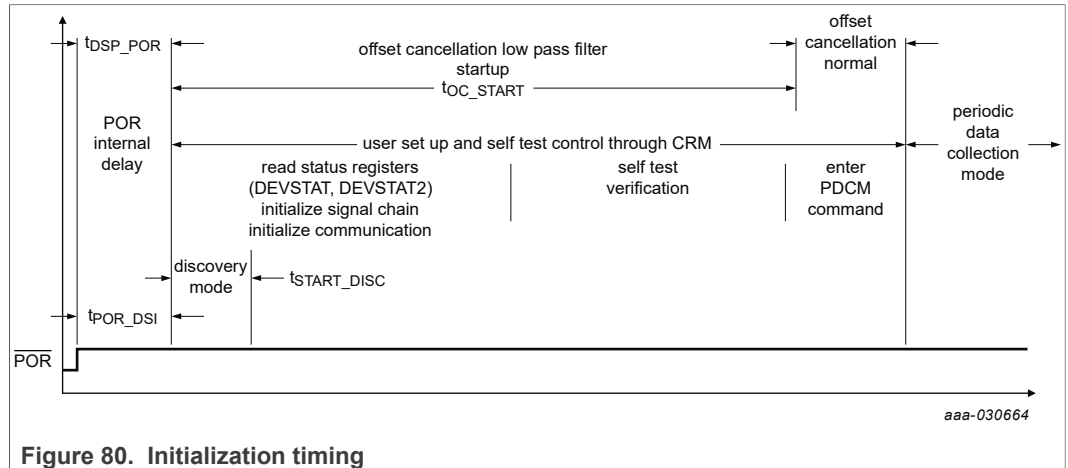 tDSP_POR
offset cancellation low pass filter
startup
tOC_START
offset
cancellation
normal
POR
internal
delay
user set up and self test control through CRM
periodic
data
collection
mode
read status registers
(DEVSTAT, DEVSTAT2)
initialize signal chain
initialize communication
self test
verification
enter
PDCM
command
discovery
mode
tSTART_DISC
tPOR_DSI
POR
aaa-030664
Figure 80. Initialization timing